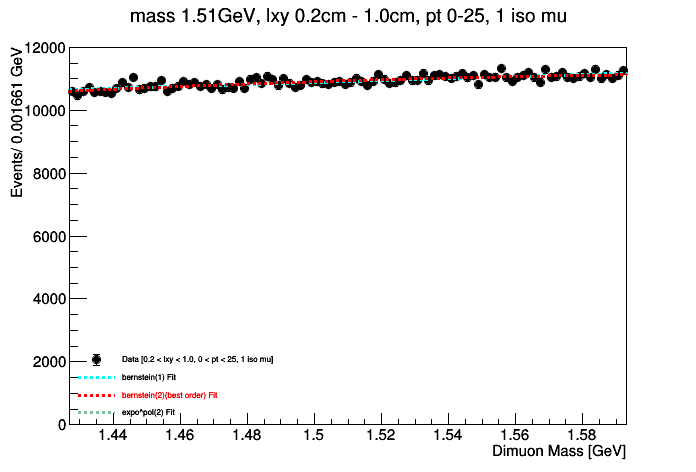 mass 1.51GeV, lxy 0.2cm - 1.0cm, pt 0-25, 1 iso mu
Events/ 0.001661 GeV
12000
10000
8000
6000
4000
2000
0
Data [0.2 < lxy < 1.0, 0 < pt < 25, 1 iso mu]
bernstein(1) Fit
bernstein(2)(best order) Fit
expo*pol(2) Fit
1.44 1.46 1.48 1.5 1.52 1.54 1.56 1.58
Dimuon Mass [GeV]